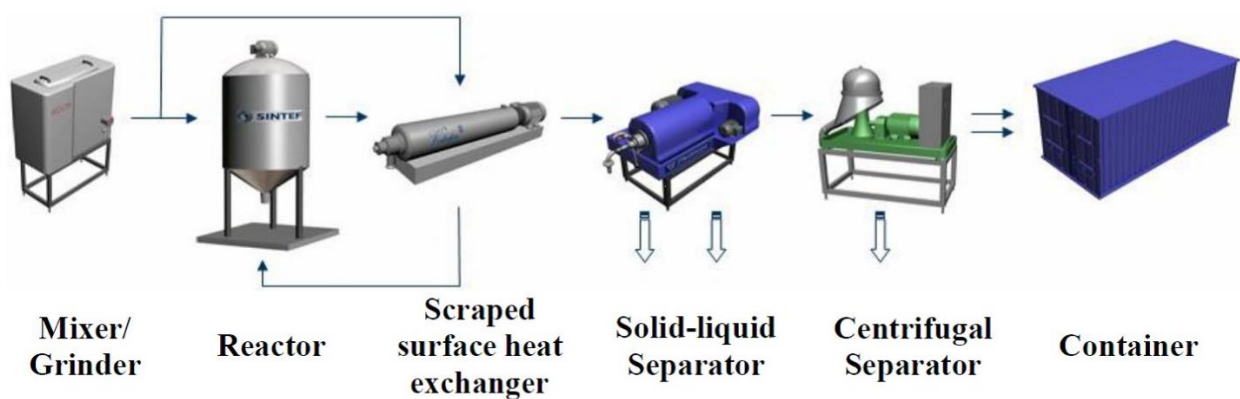 SINTEF
Mixer/
Grinder
Reactor
Scraped
surface heat
exchanger
Solid-liquid
Separator
Centrifugal
Separator
Container